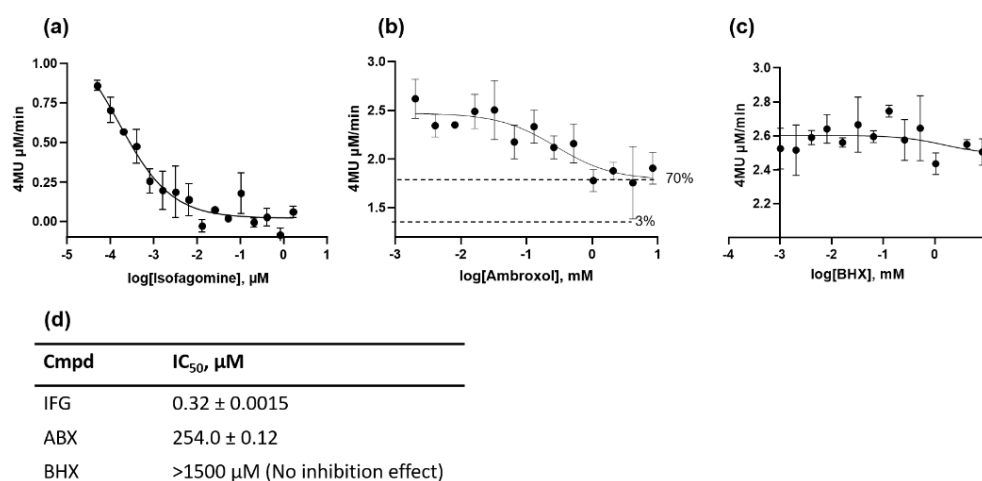 (a)
4MU µM/min
1.00
0.75
0.50
0.25
0.00
-5
-4
-3
-2
-1
0
1
log[Isofagomine], µM
(b)
4MU µM/min
3.0
2.5
2.0
1.5
70%
3%
-3
-2
-1
0
1
log[Ambroxol], mM
(c)
4MU µM/min
3.0
2.8
2.6
2.4
2.2
-4
-3
-2
-1
0
1
log[BHX], mM
(d)
Cmpd IC50, µM
IFG 0.32 ± 0.0015
ABX 254.0 ± 0.12
BHX >1500 µM (No inhibition effect)